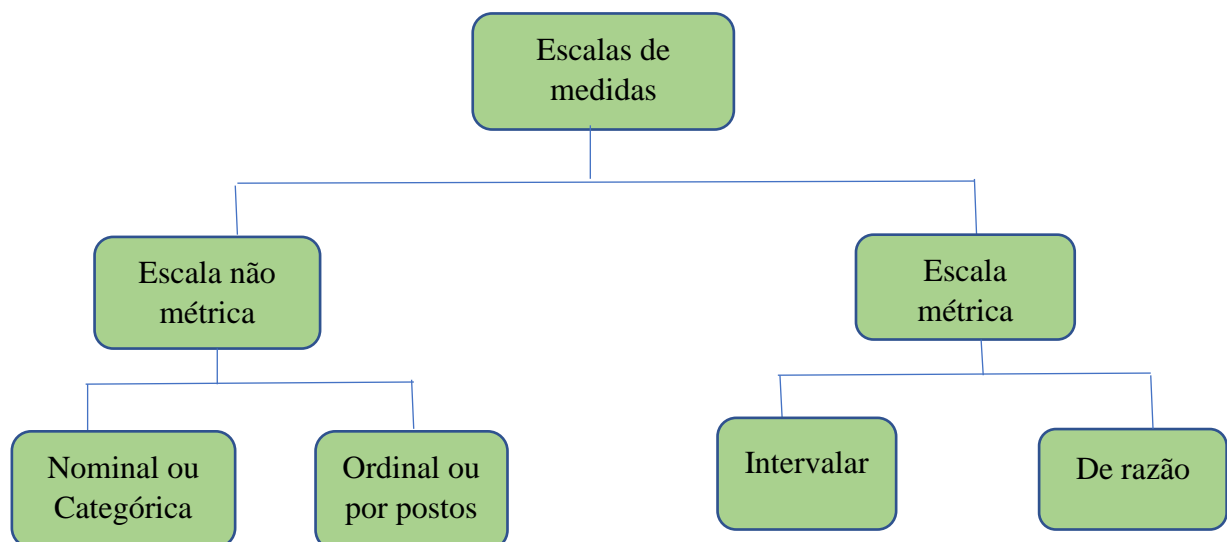 Escalas de
medidas
Escala não
métrica
Escala
métrica
Nominal ou
Categórica
Ordinal ou
por postos
Intervalar
De razão